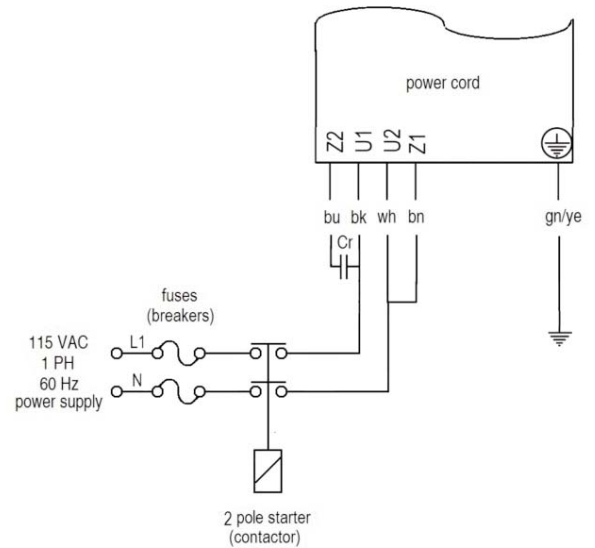 power cord
Z2 U1 U2 Z1
bu bk wh bn gn/ye
Cr
fuses
(breakers)
115 VAC
1 PH
60 Hz
power supply
L1
N
2 pole starter
(contactor)